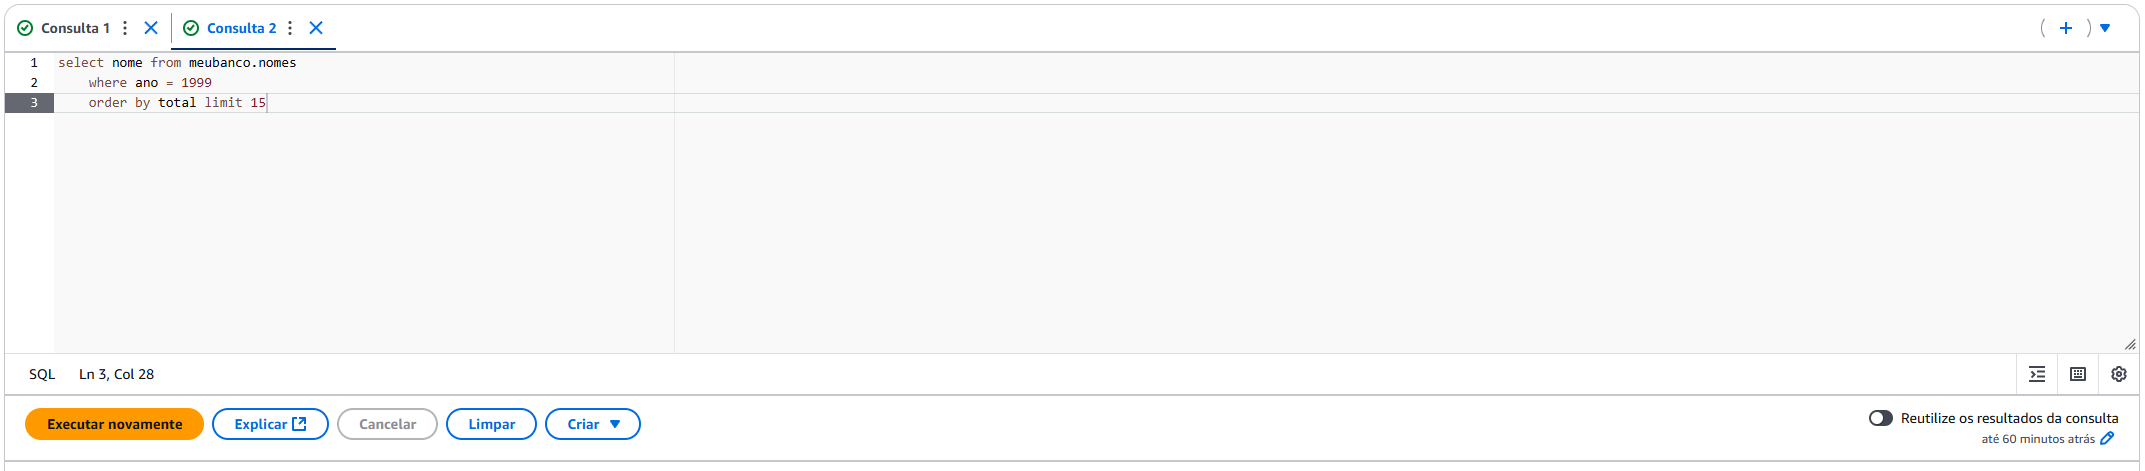 Consulta 1 Consulta 2
1 select nome from meubanco.nomes
2 where ano = 1999
3 order by total limit 15
SQL Ln 3, Col 28
Executar novamente Explicar Cancelar Limpar Criar Reutilize os resultados da consulta
até 60 minutos atrás